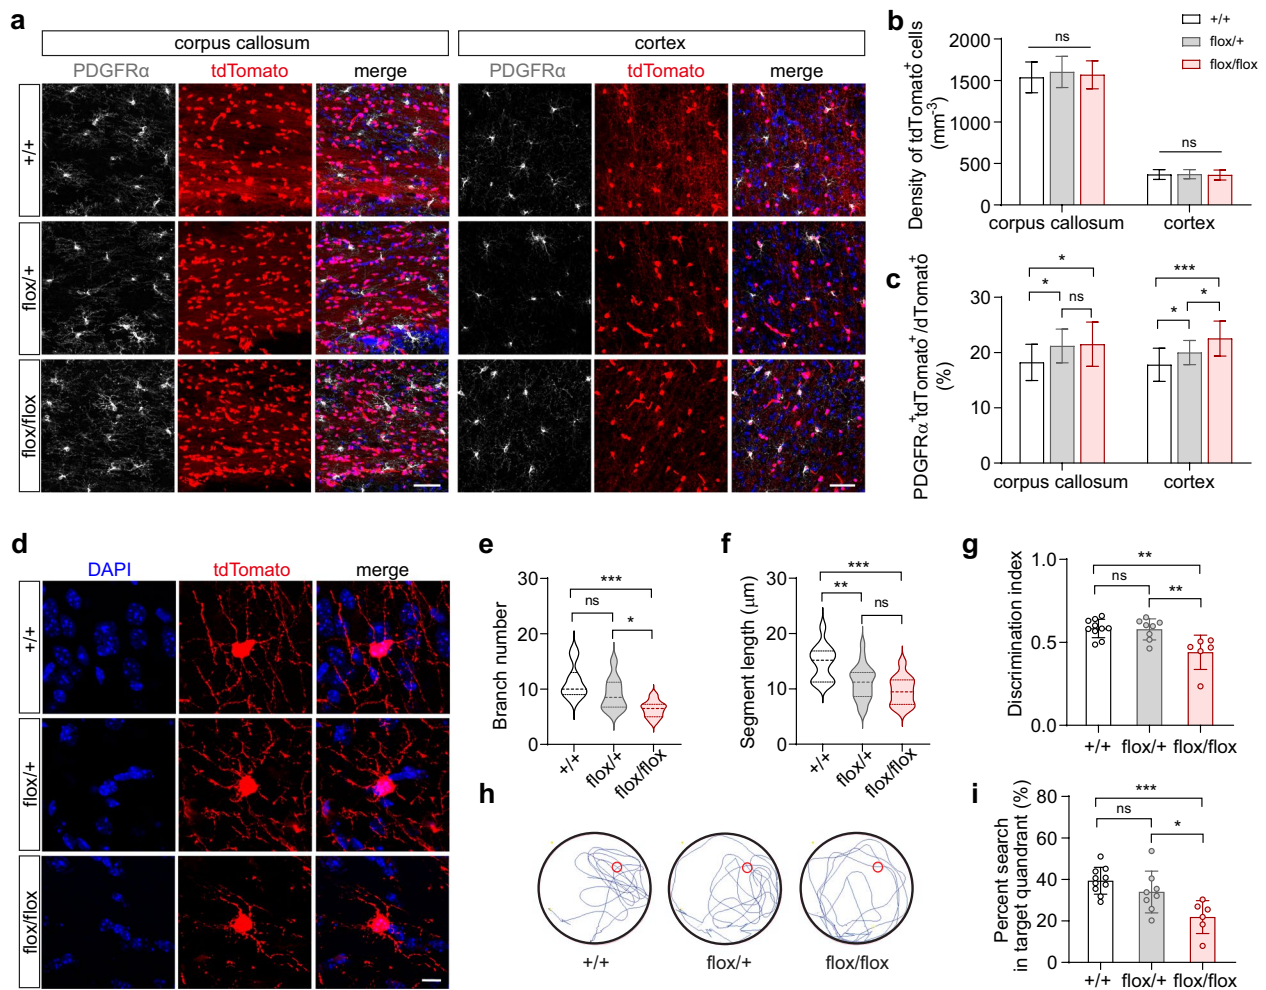 a
corpus callosum
cortex
PDGFRα
tdTomato
merge
PDGFRα
tdTomato
merge
+/+
flox/+
flox/flox
b
+/+
flox/+
flox/flox
Density of tdTomato+ cells
(mm-3)
2000
1500
1000
500
0
ns
ns
corpus callosum
cortex
c
PDGFRα+tdTomato+/dTomato+
(%)
30
20
10
0
*
*
ns
***
*
*
corpus callosum
cortex
d
DAPI
tdTomato
merge
+/+
flox/+
flox/flox
e
Branch number
30
20
10
0
***
ns
*
+/+
flox/+
flox/flox
f
Segment length (μm)
30
20
10
0
***
**
ns
+/+
flox/+
flox/flox
g
Discrimination index
1.0
0.5
0.0
**
ns
**
+/+
flox/+
flox/flox
h
+/+
flox/+
flox/flox
i
Percent search
in target quandrant (%)
80
60
40
20
0
***
ns
*
+/+
flox/+
flox/flox